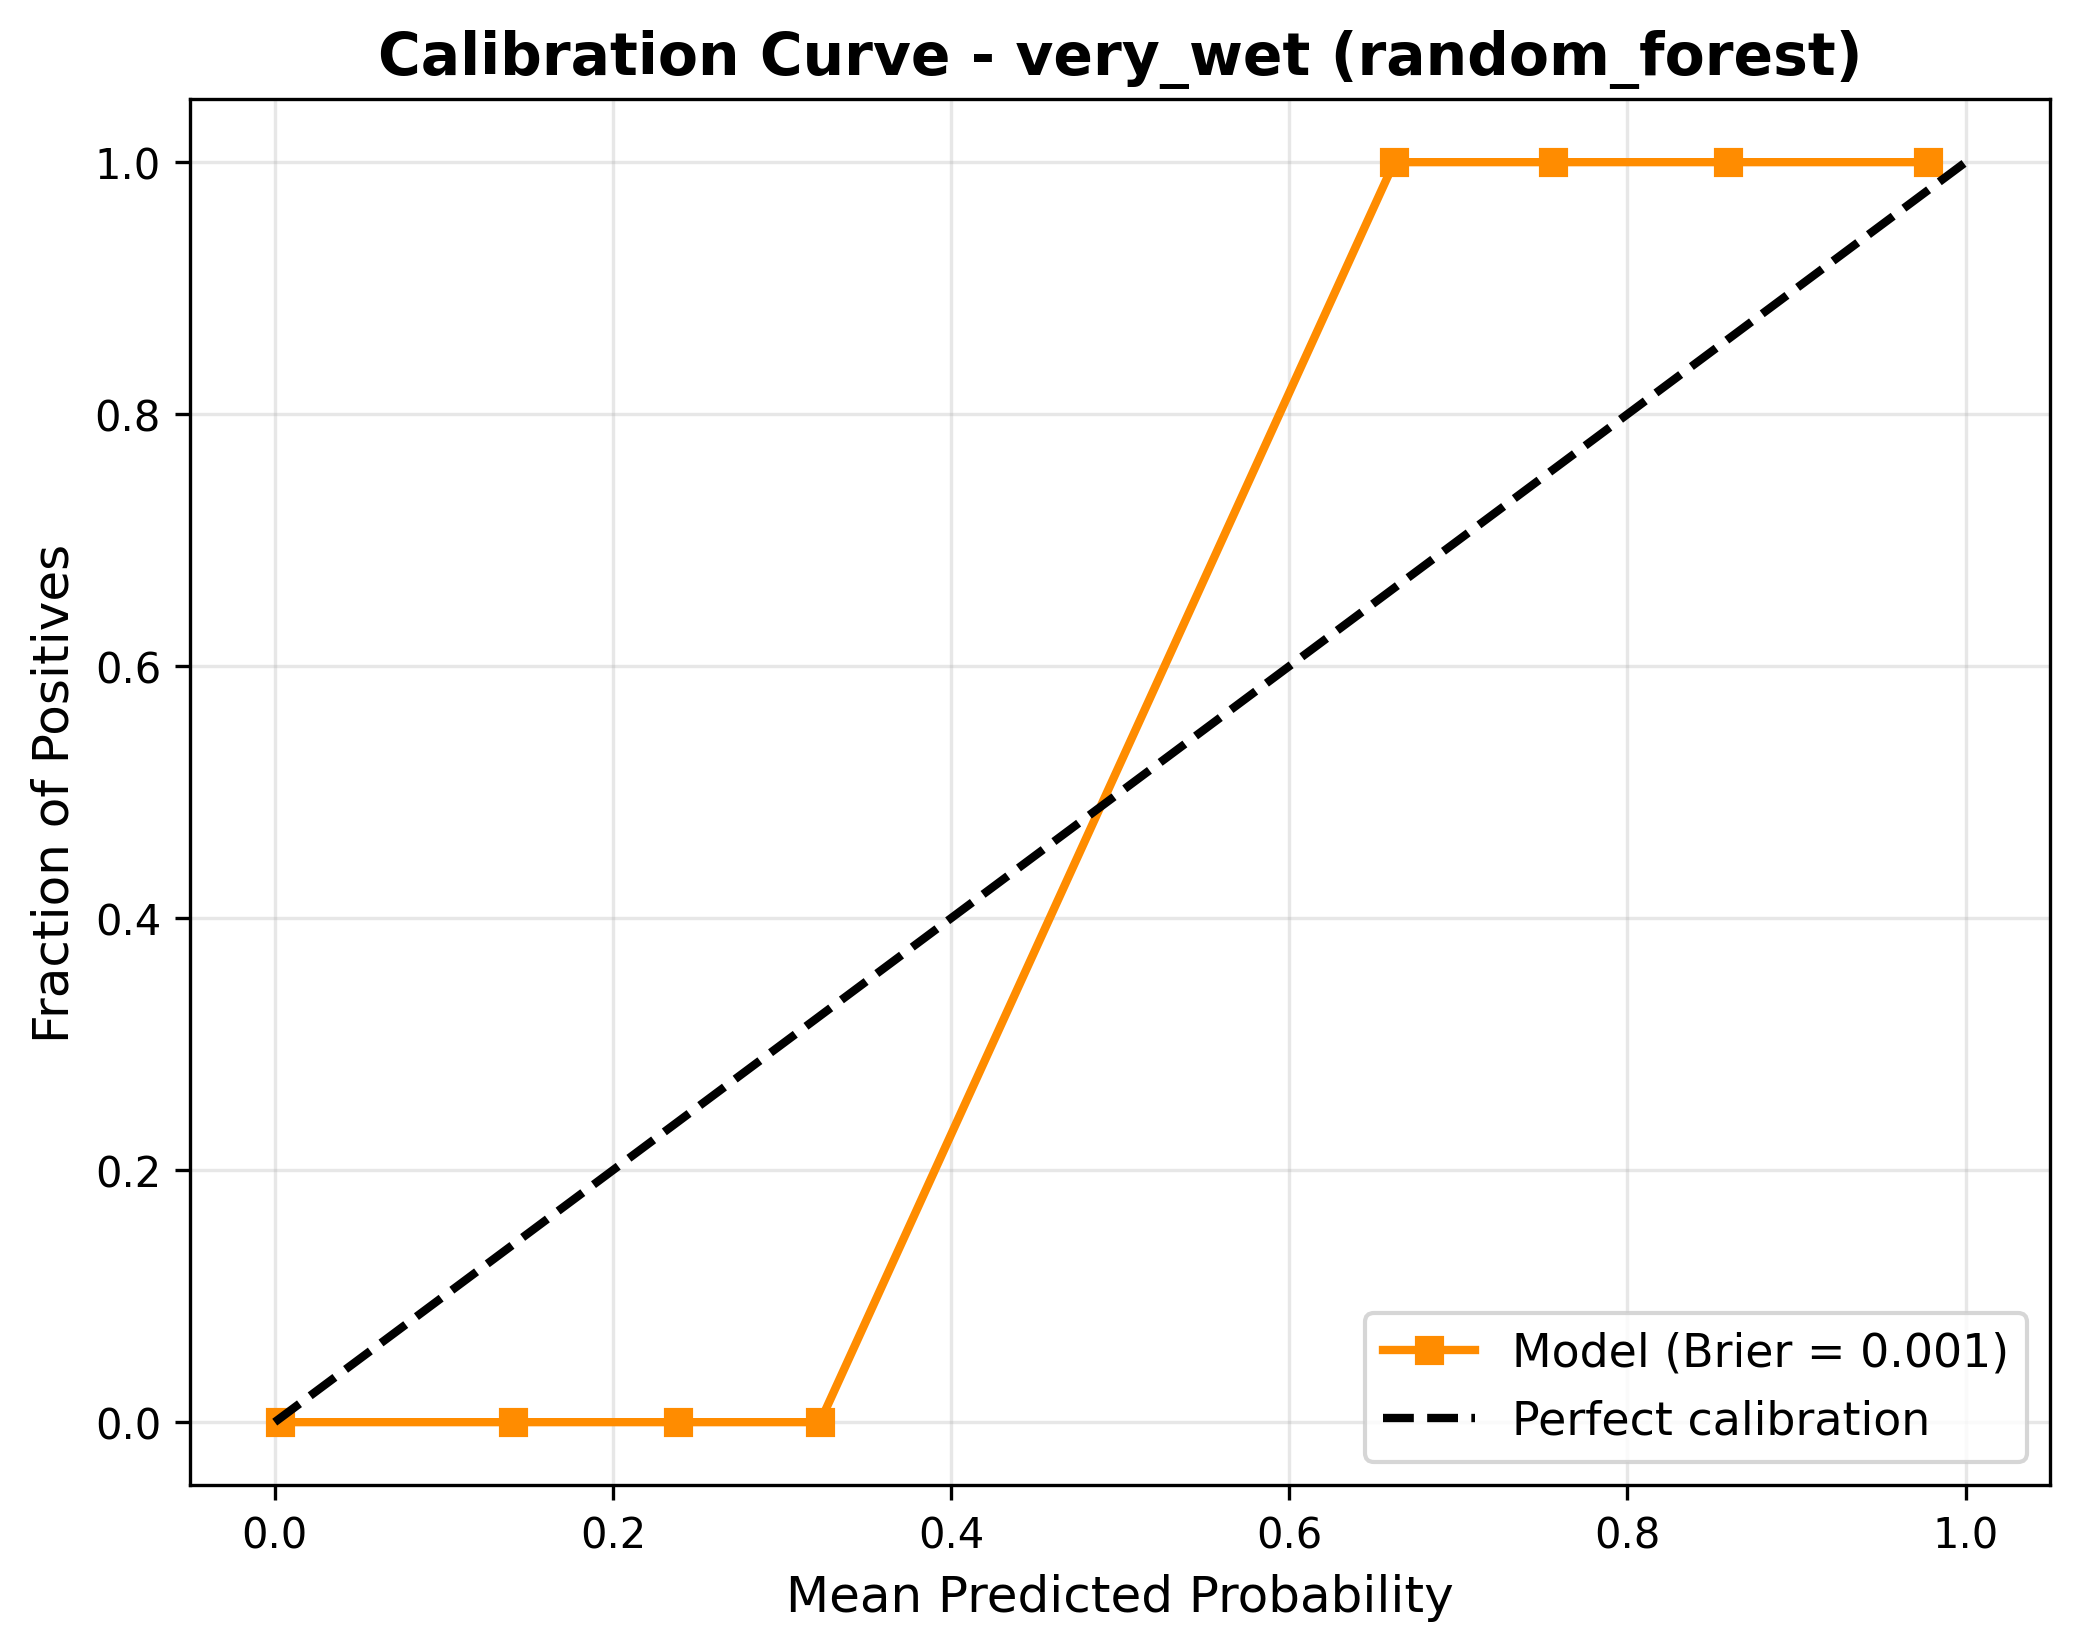 Calibration Curve - very_wet (random_forest)
Fraction of Positives
1.0
0.8
0.6
0.4
0.2
0.0
Model (Brier = 0.001)
Perfect calibration
0.0 0.2 0.4 0.6 0.8 1.0
Mean Predicted Probability